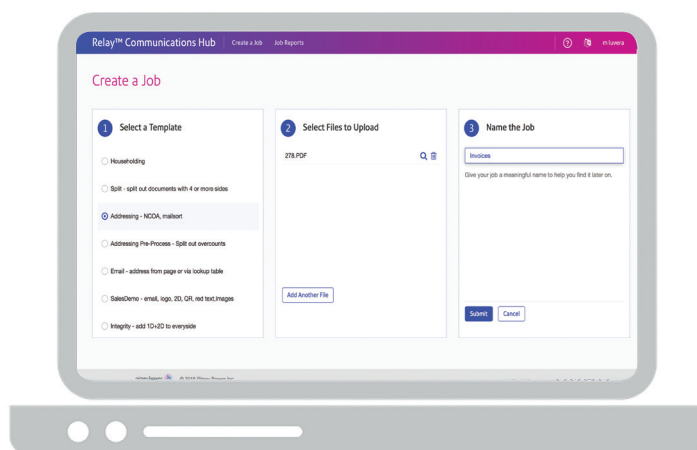 Relay™ Communications Hub
Create a Job
Job Reports
?
m luvera
Create a Job
1 Select a Template
Householding
Split - split out documents with 4 or more sides
Addressing - NCOA, mailsort
Addressing Pre-Process - Split out overcounts
Email - address from page or via lookup table
SalesDemo - email, logo, 2D, QR, red text,images
Integrity - add 1D+2D to everyside
2 Select Files to Upload
278.PDF
Add Another File
3 Name the Job
Invoices
Give your job a meaningful name to help you find it later on.
Submit
Cancel